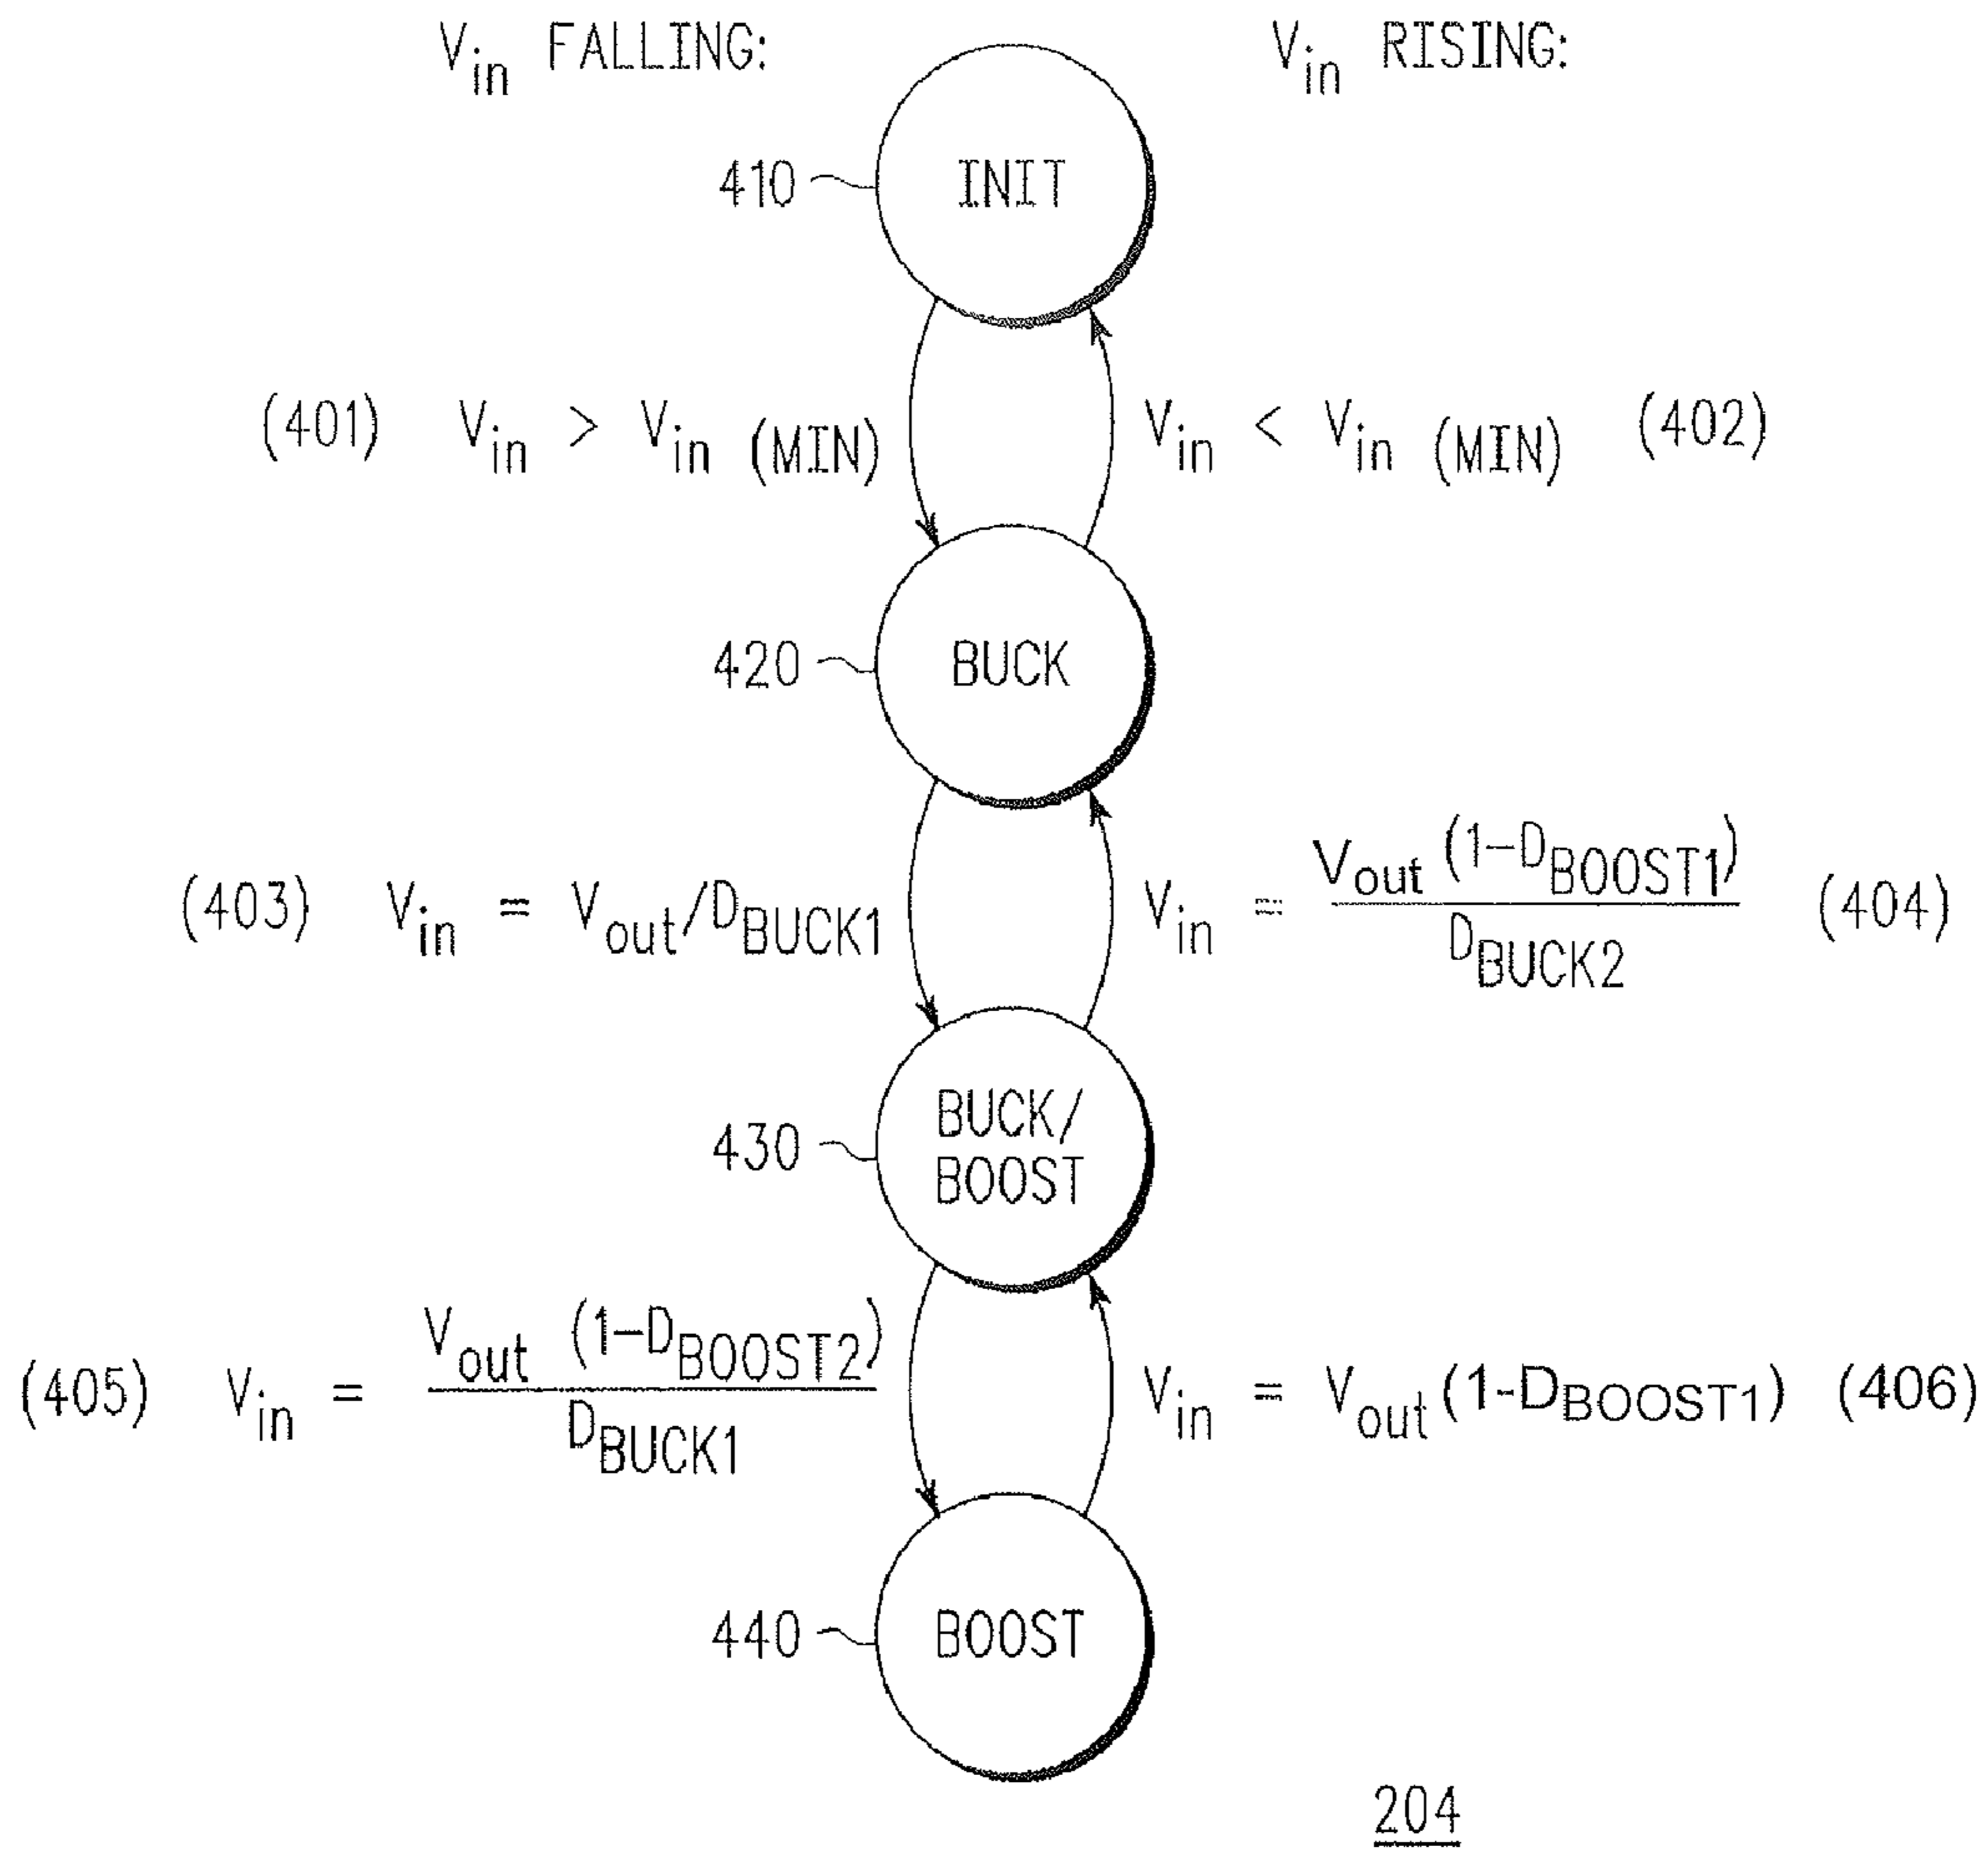 Vin FALLING: Vin RISING:
410 INIT
(401) Vin > Vin (MIN) Vin < Vin (MIN) (402)
420 BUCK
(403) Vin = Vout/DBUCK1 Vin = Vout (1-DBOOST1) (404)
DBUCK2
430 BUCK/
BOOST
(405) Vin = Vout (1-DBOOST2) Vin = Vout (1-DBOOST1) (406)
DBUCK1
440 BOOST
204